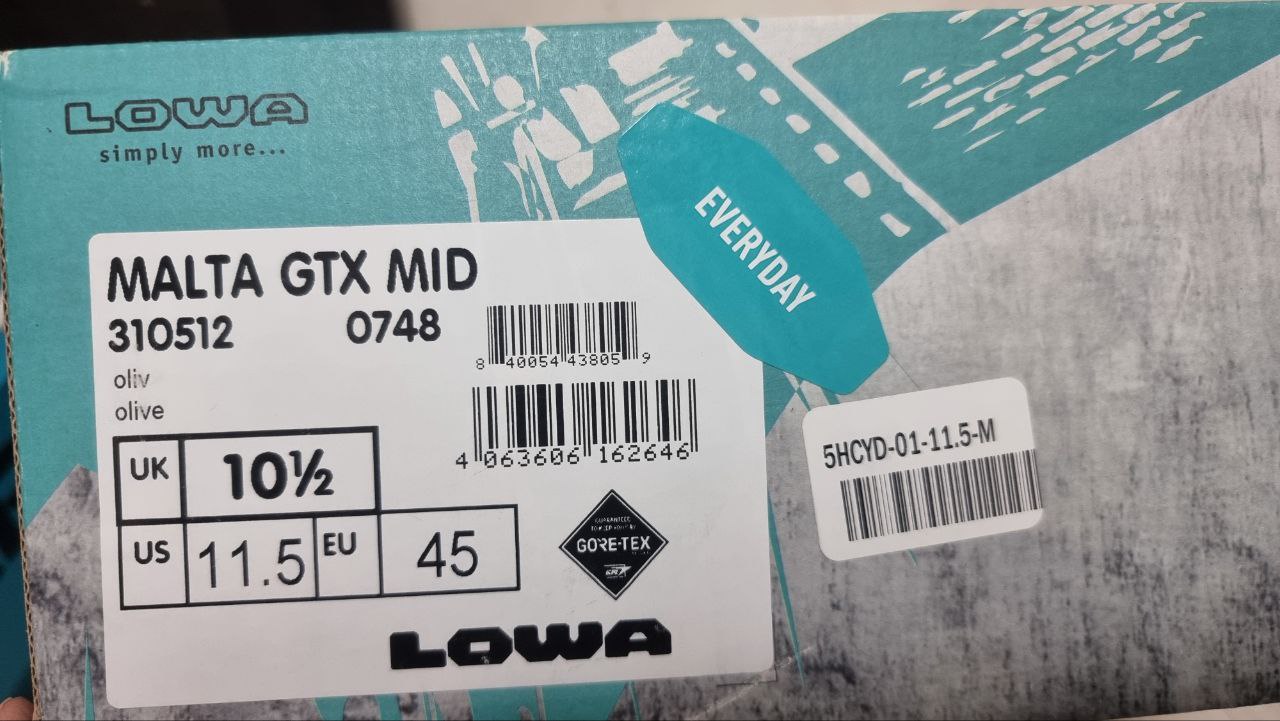 LOWA
simply more...
EVERYDAY
MALTA GTX MID
310512 0748
oliv
olive
8 40054 43805 9
4 063606 162646
UK 10½
US 11.5 EU 45
GUARANTEED
GORE-TEX
LOWA
5HCYD-01-11.5-M